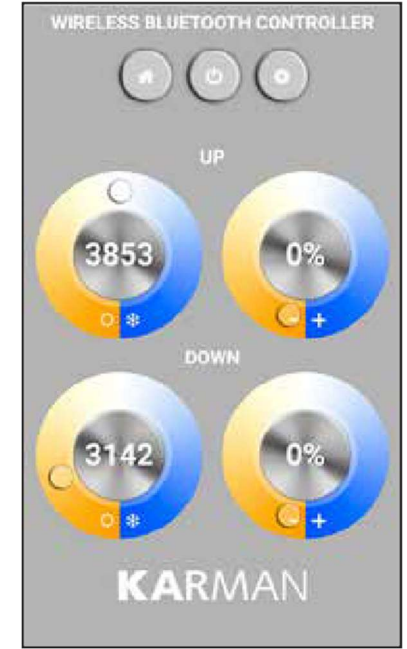 WIRELESS BLUETOOTH CONTROLLER
UP
3853 0%
- +
DOWN
3142 0%
- +
KARMAN